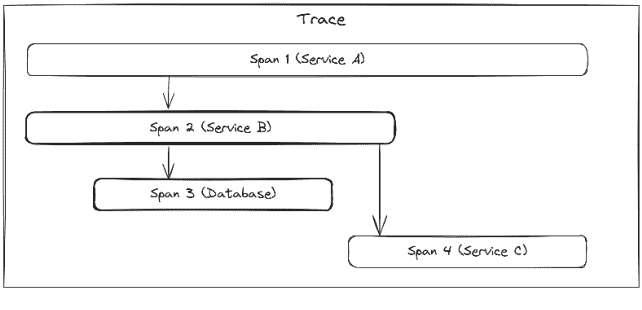 Trace
Span 1 (Service A)
Span 2 (Service B)
Span 3 (Database)
Span 4 (Service C)